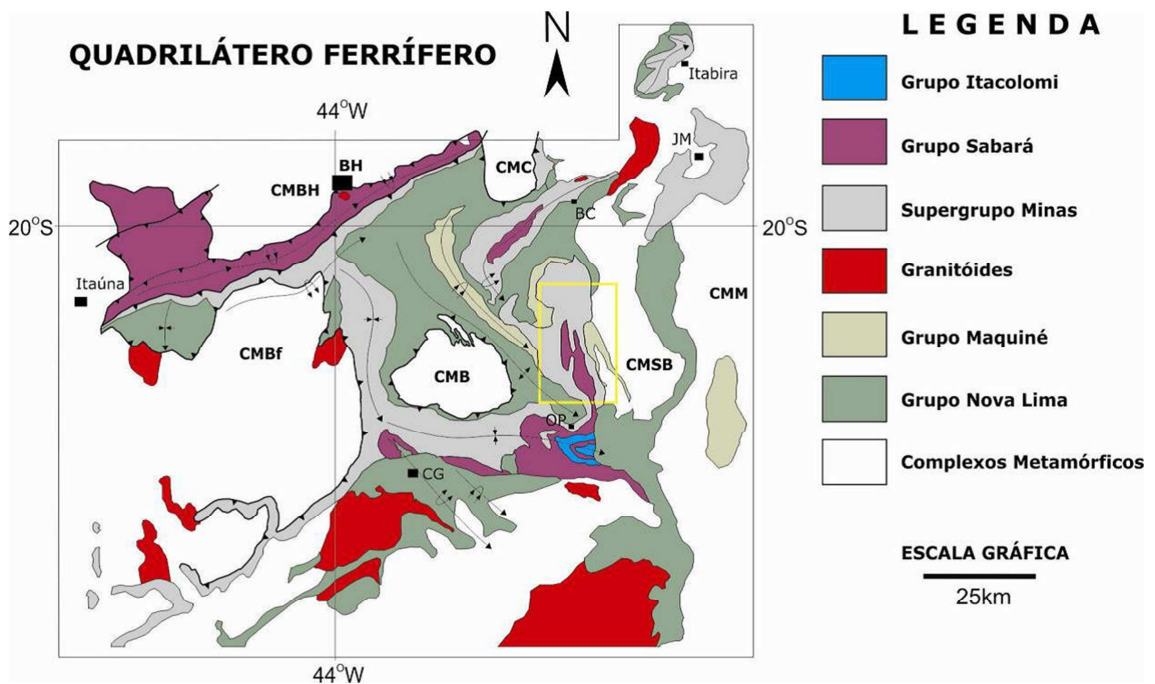 QUADRILÁTERO FERRÍFERO
N
44°W
Itabira
JM
BH
CMBH
CMC
BC
20°S
20°S
Itaúna
CMM
CMBf
CMB
CMSB
OP
CG
44°W
LEGENDA
Grupo Itacolomi
Grupo Sabará
Supergrupo Minas
Granitóides
Grupo Maquiné
Grupo Nova Lima
Complexos Metamórficos
ESCALA GRÁFICA
25km